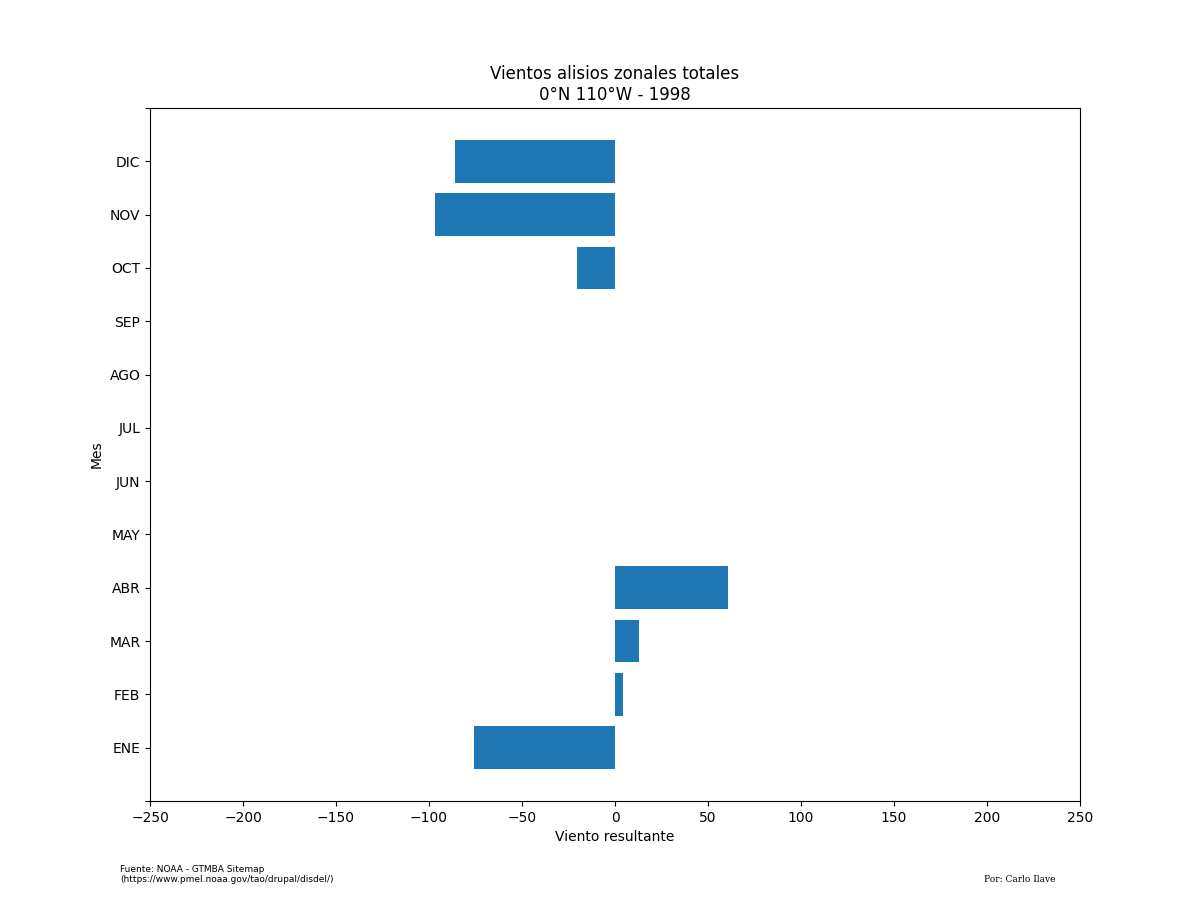 Vientos alisios zonales totales
0°N 110°W - 1998
DIC
NOV
OCT
SEP
AGO
JUL
JUN
MAY
ABR
MAR
FEB
ENE
Mes
−250 −200 −150 −100 −50 0 50 100 150 200 250
Viento resultante
Fuente: NOAA - GTMBA Sitemap
(https://www.pmel.noaa.gov/tao/drupal/disdel/)
Por: Carlo Ilave